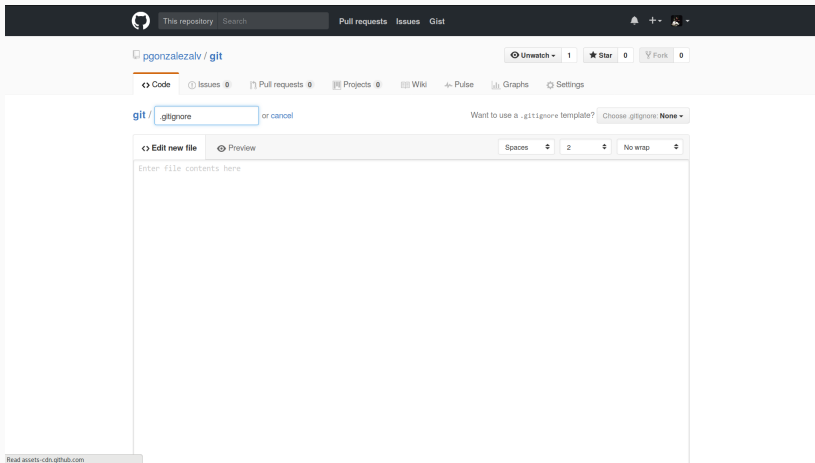 This repository Search Pull requests Issues Gist
pgonzalezalv / git Unwatch 1 Star 0 Fork 0
Code Issues 0 Pull requests 0 Projects 0 Wiki Pulse Graphs Settings
git / .gitignore or cancel Want to use a .gitignore template? Choose .gitignore: None
Edit new file Preview Spaces 2 No wrap
Enter file contents here
Read assets-cdn.github.com